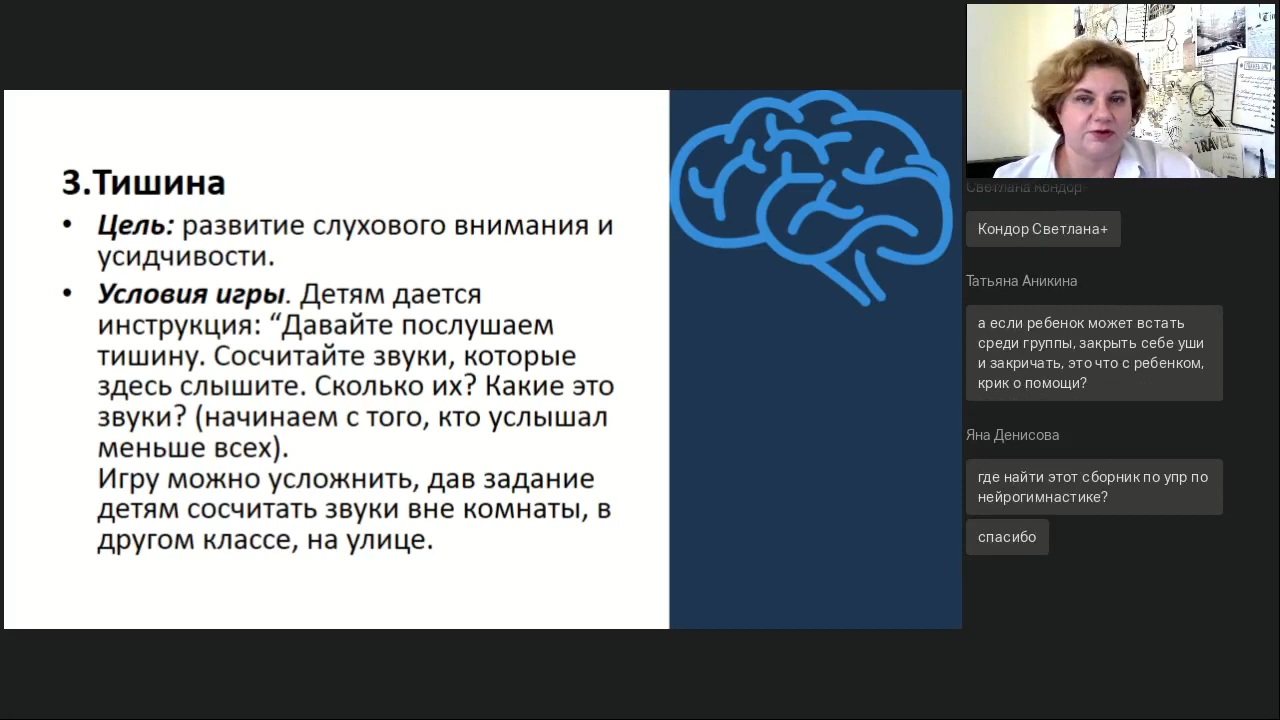 3.Тишина
• Цель: развитие слухового внимания и
усидчивости.
• Условия игры. Детям дается
инструкция: “Давайте послушаем
тишину. Сосчитайте звуки, которые
здесь слышите. Сколько их? Какие это
звуки? (начинаем с того, кто услышал
меньше всех).
Игру можно усложнить, дав задание
детям сосчитать звуки вне комнаты, в
другом классе, на улице.
TRAVEL
Светлана Кондор
Кондор Светлана+
Татьяна Аникина
а если ребенок может встать
среди группы, закрыть себе уши
и закричать, это что с ребенком,
крик о помощи?
Яна Денисова
где найти этот сборник по упр по
нейрогимнастике?
спасибо